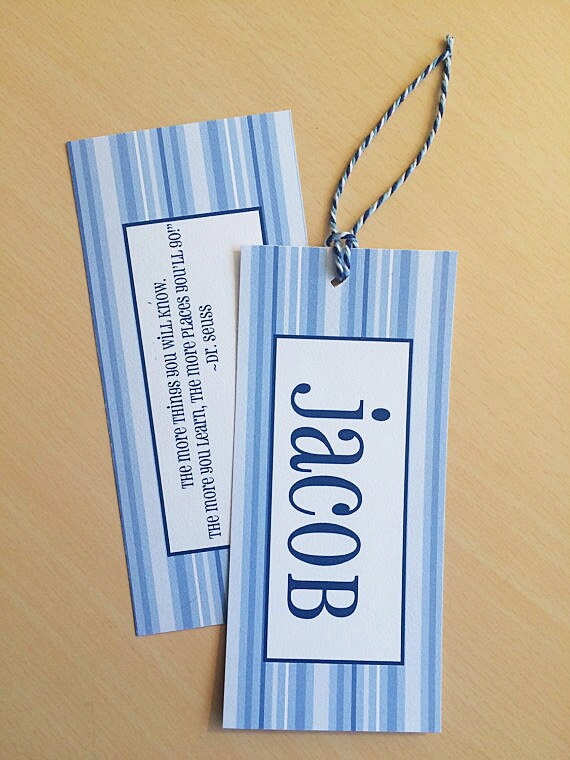 The more things you will know.
The more you learn, the more places you'll go!"
~Dr. Seuss
JACOB